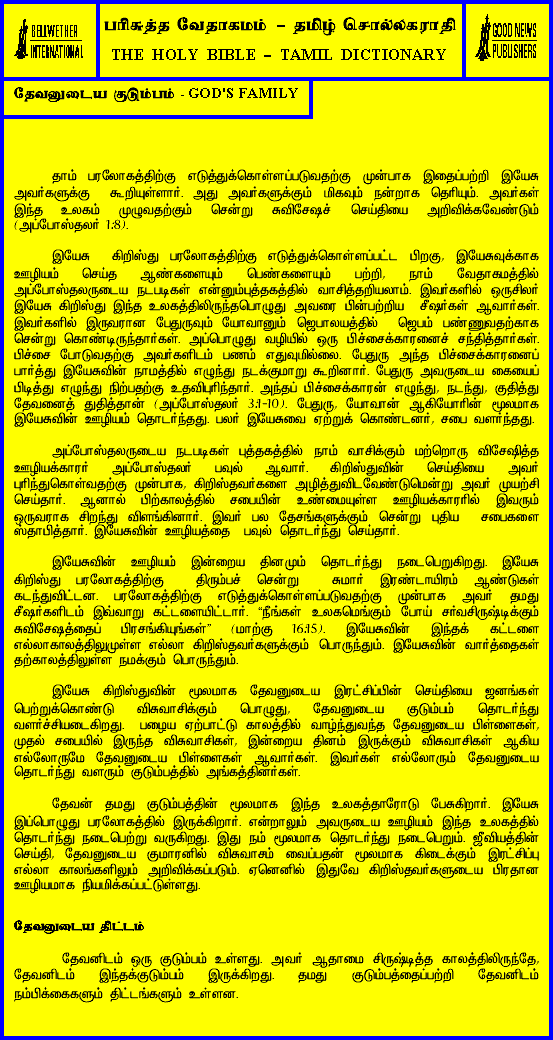 BELLWETHER
INTERNATIONAL
பரிசுத்த வேதாகமம் – தமிழ் சொல்லகராதி
THE HOLY BIBLE – TAMIL DICTIONARY
GOOD NEWS
PUBLISHERS
தேவனுடைய குடும்பம் - GOD'S FAMILY
தாம் பரலோகத்திற்கு எடுத்துக்கொள்ளப்படுவதற்கு முன்பாக இதைப்பற்றி இயேசு
அவர்களுக்கு கூறியுள்ளார். அது அவர்களுக்கும் மிகவும் நன்றாக தெரியும். அவர்கள்
இந்த உலகம் முழுவதற்கும் சென்று சுவிசேஷச் செய்தியை அறிவிக்கவேண்டும்
(அப்போஸ்தலர் 1:8).
இயேசு கிறிஸ்து பரலோகத்திற்கு எடுத்துக்கொள்ளப்பட்ட பிறகு, இயேசுவுக்காக
ஊழியம் செய்த ஆண்களையும் பெண்களையும் பற்றி, நாம் வேதாகமத்தில்
அப்போஸ்தலருடைய நடபடிகள் என்னும்புத்தகத்தில் வாசித்தறியலாம். இவர்களில் ஒருசிலர்
இயேசு கிறிஸ்து இந்த உலகத்திலிருந்தபொழுது அவரை பின்பற்றிய சீஷர்கள் ஆவார்கள்.
இவர்களில் இருவரான பேதுருவும் யோவானும் ஜெபாலயத்தில் ஜெபம் பண்ணுவதற்காக
சென்று கொண்டிருந்தார்கள். அப்பொழுது வழியில் ஒரு பிச்சைக்காரனைச் சந்தித்தார்கள்.
பிச்சை போடுவதற்கு அவர்களிடம் பணம் எதுவுமில்லை. பேதுரு அந்த பிச்சைக்காரனைப்
பார்த்து இயேசுவின் நாமத்தில் எழுந்து நடக்குமாறு கூறினார். பேதுரு அவருடைய கையைப்
பிடித்து எழுந்து நிற்பதற்கு உதவிபுரிந்தார். அந்தப் பிச்சைக்காரன் எழுந்து, நடந்து, குதித்து
தேவனைத் துதித்தான் (அப்போஸ்தலர் 3:1-10). பேதுரு, யோவான் ஆகியோரின் மூலமாக
இயேசுவின் ஊழியம் தொடர்ந்தது. பலர் இயேசுவை ஏற்றுக் கொண்டனர், சபை வளர்ந்தது.
அப்போஸ்தலருடைய நடபடிகள் புத்தகத்தில் நாம் வாசிக்கும் மற்றொரு விசேஷித்த
ஊழியக்காரர் அப்போஸ்தலர் பவுல் ஆவார். கிறிஸ்துவின் செய்தியை அவர்
புரிந்துகொள்வதற்கு முன்பாக, கிறிஸ்தவர்களை அழித்துவிடவேண்டுமென்று அவர் முயற்சி
செய்தார். ஆனால் பிற்காலத்தில் சபையின் உண்மையுள்ள ஊழியக்காரரில் இவரும்
ஒருவராக சிறந்து விளங்கினார். இவர் பல தேசங்களுக்கும் சென்று புதிய சபைகளை
ஸ்தாபித்தார். இயேசுவின் ஊழியத்தை பவுல் தொடர்ந்து செய்தார்.
இயேசுவின் ஊழியம் இன்றைய தினமும் தொடர்ந்து நடைபெறுகிறது. இயேசு
கிறிஸ்து பரலோகத்திற்கு திரும்பச் சென்று சுமார் இரண்டாயிரம் ஆண்டுகள்
கடந்துவிட்டன. பரலோகத்திற்கு எடுத்துக்கொள்ளப்படுவதற்கு முன்பாக அவர் தமது
சீஷர்களிடம் இவ்வாறு கட்டளையிட்டார். “நீங்கள் உலகமெங்கும் போய் சர்வசிருஷ்டிக்கும்
சுவிசேஷத்தைப் பிரசங்கியுங்கள்” (மாற்கு 16:15). இயேசுவின் இந்தக் கட்டளை
எல்லாகாலத்திலுமுள்ள எல்லா கிறிஸ்தவர்களுக்கும் பொருந்தும். இயேசுவின் வார்த்தைகள்
தற்காலத்திலுள்ள நமக்கும் பொருந்தும்.
இயேசு கிறிஸ்துவின் மூலமாக தேவனுடைய இரட்சிப்பின் செய்தியை ஜனங்கள்
பெற்றுக்கொண்டு விசுவாசிக்கும் பொழுது, தேவனுடைய குடும்பம் தொடர்ந்து
வளர்ச்சியடைகிறது. பழைய ஏற்பாட்டு காலத்தில் வாழ்ந்துவந்த தேவனுடைய பிள்ளைகள்,
முதல் சபையில் இருந்த விசுவாசிகள், இன்றைய தினம் இருக்கும் விசுவாசிகள் ஆகிய
எல்லோருமே தேவனுடைய பிள்ளைகள் ஆவார்கள். இவர்கள் எல்லோரும் தேவனுடைய
தொடர்ந்து வளரும் குடும்பத்தில் அங்கத்தினர்கள்.
தேவன் தமது குடும்பத்தின் மூலமாக இந்த உலகத்தாரோடு பேசுகிறார். இயேசு
இப்பொழுது பரலோகத்தில் இருக்கிறார். என்றாலும் அவருடைய ஊழியம் இந்த உலகத்தில்
தொடர்ந்து நடைபெற்று வருகிறது. இது நம் மூலமாக தொடர்ந்து நடைபெறும். ஜீவியத்தின்
செய்தி, தேவனுடைய குமாரனில் விசுவாசம் வைப்பதன் மூலமாக கிடைக்கும் இரட்சிப்பு
எல்லா காலங்களிலும் அறிவிக்கப்படும். ஏனெனில் இதுவே கிறிஸ்தவர்களுடைய பிரதான
ஊழியமாக நியமிக்கப்பட்டுள்ளது.
தேவனுடைய திட்டம்
தேவனிடம் ஒரு குடும்பம் உள்ளது. அவர் ஆதாமை சிருஷ்டித்த காலத்திலிருந்தே,
தேவனிடம் இந்தக்குடும்பம் இருக்கிறது. தமது குடும்பத்தைப்பற்றி தேவனிடம்
நம்பிக்கைகளும் திட்டங்களும் உள்ளன.